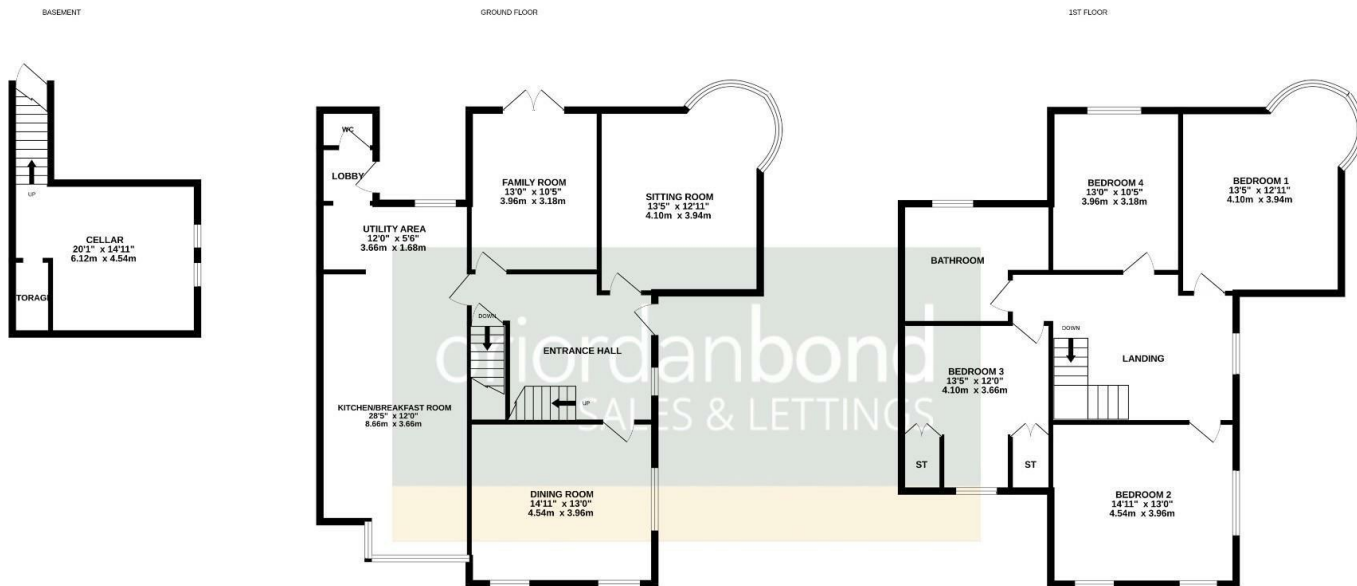 BASEMENT
UP
CELLAR
20'1" x 14'11"
6.12m x 4.54m
TORAG
GROUND FLOOR
WC
LOBBY
UTILITY AREA
12'0" x 5'6"
3.66m x 1.68m
FAMILY ROOM
13'0" x 10'5"
3.96m x 3.18m
SITTING ROOM
13'5" x 12'11"
4.10m x 3.94m
DOWN
ENTRANCE HALL
UP
KITCHEN/BREAKFAST ROOM
28'5" x 12'0"
8.66m x 3.66m
DINING ROOM
14'11" x 13'0"
4.54m x 3.96m
oriordanbond
SALES & LETTINGS
1ST FLOOR
BEDROOM 4
13'0" x 10'5"
3.96m x 3.18m
BEDROOM 1
13'5" x 12'11"
4.10m x 3.94m
BATHROOM
DOWN
LANDING
BEDROOM 3
13'5" x 12'0"
4.10m x 3.66m
ST
ST
BEDROOM 2
14'11" x 13'0"
4.54m x 3.96m